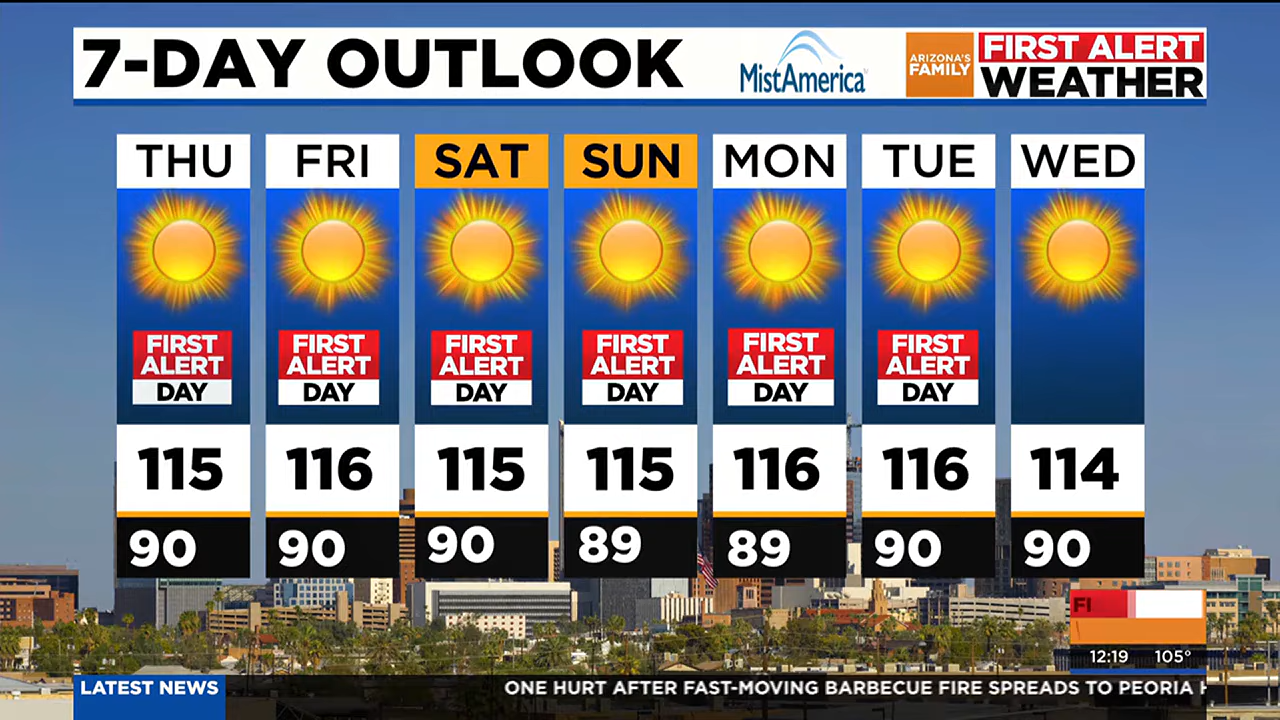 7-DAY OUTLOOK
MistAmerica
ARIZONA'S
FAMILY
FIRST ALERT
WEATHER
THU FRI SAT SUN MON TUE WED
FIRST ALERT DAY
FIRST ALERT DAY
FIRST ALERT DAY
FIRST ALERT DAY
FIRST ALERT DAY
FIRST ALERT DAY
115 116 115 115 116 116 114
90 90 90 89 89 90 90
FI
12:19 105°
LATEST NEWS
ONE HURT AFTER FAST-MOVING BARBECUE FIRE SPREADS TO PEORIA